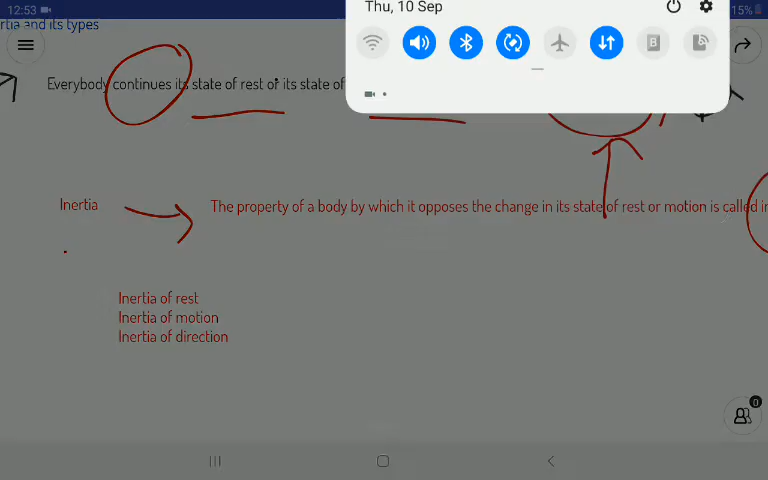 12:53
Thu, 10 Sep
15%
rtia and its types
Everybody continues its state of rest or its state of
Inertia
The property of a body by which it opposes the change in its state of rest or motion is called in
Inertia of rest
Inertia of motion
Inertia of direction
0